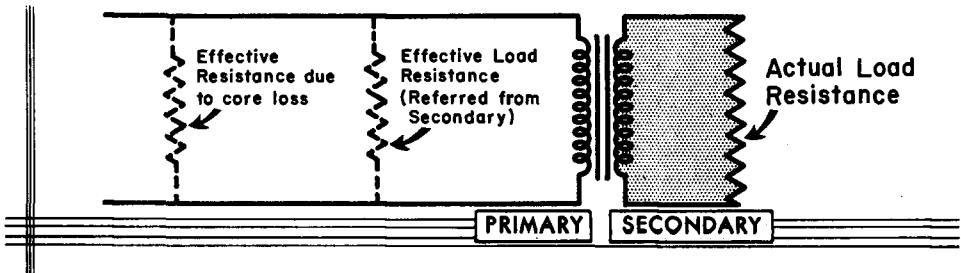 Effective
Resistance due
to core loss
Effective Load
Resistance
(Referred from
Secondary)
Actual Load
Resistance
PRIMARY
SECONDARY